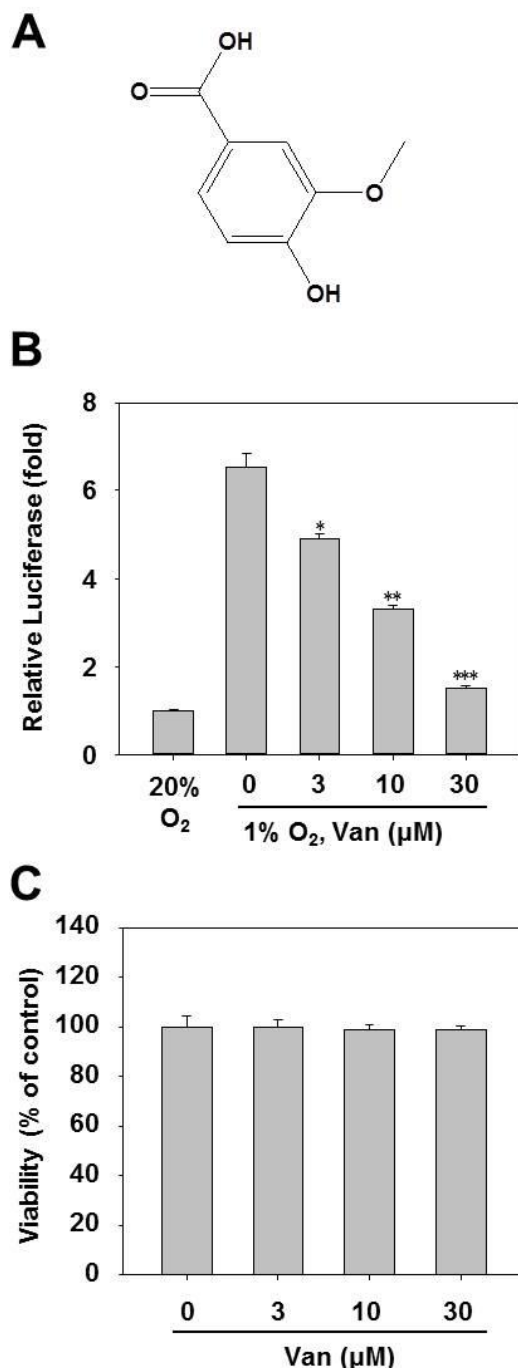 A
OH
O
O
OH
B
Relative Luciferase (fold)
8
6
4
2
0
*
**
***
20% O₂
0 3 10 30
1% O₂, Van (µM)
C
Viability (% of control)
140
120
100
80
60
40
20
0
0 3 10 30
Van (µM)